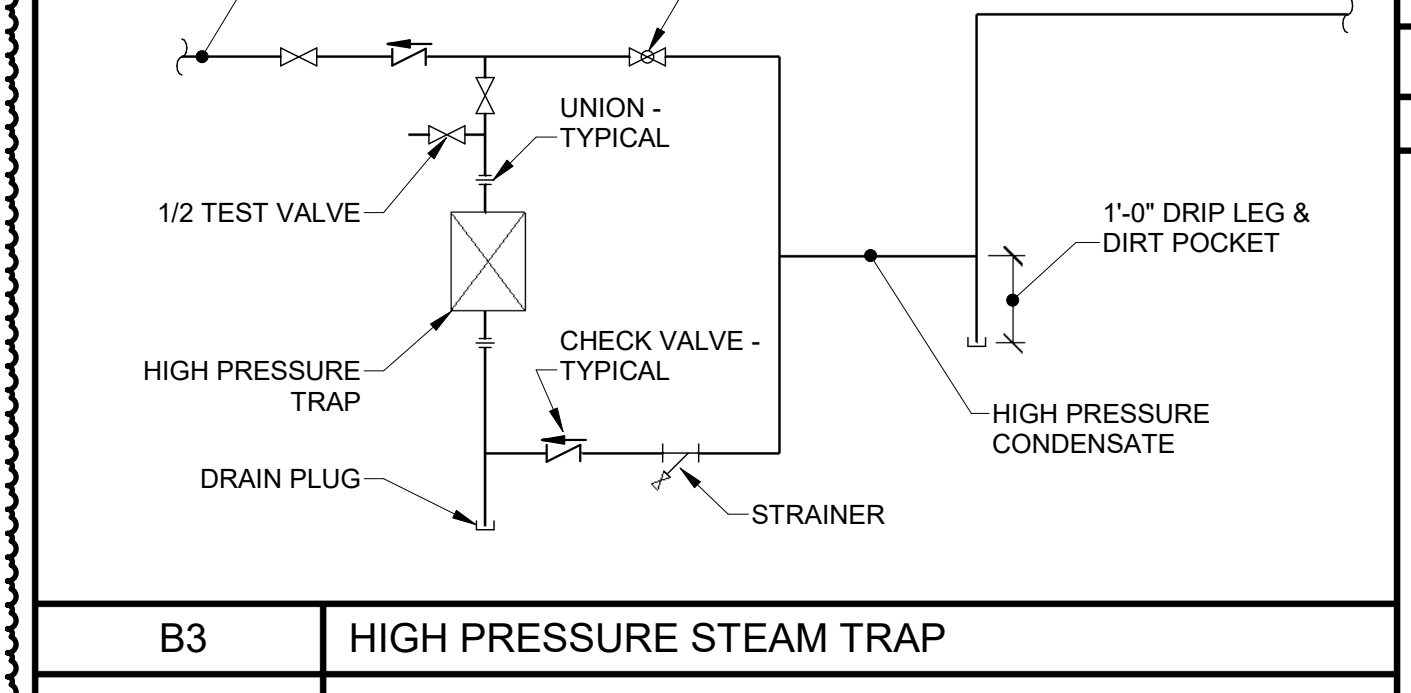 UNION -
TYPICAL
1/2 TEST VALVE
1'-0" DRIP LEG &
DIRT POCKET
HIGH PRESSURE
TRAP
CHECK VALVE -
TYPICAL
HIGH PRESSURE
CONDENSATE
DRAIN PLUG
STRAINER
B3
HIGH PRESSURE STEAM TRAP